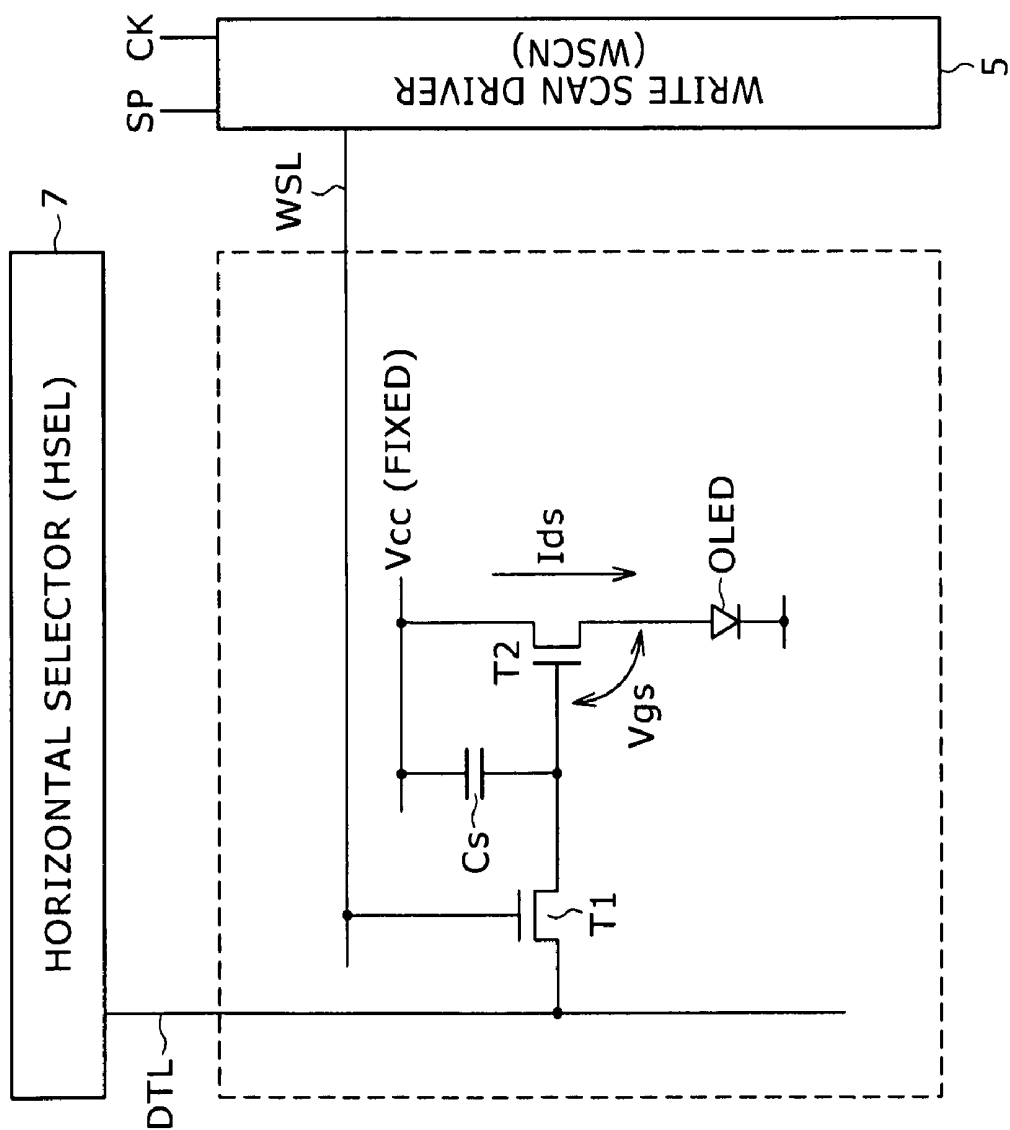 HORIZONTAL SELECTOR (HSEL)
7
DTL
WSL
SP
CK
WRITE SCAN DRIVER
(WSCN)
5
Vcc (FIXED)
Cs
T1
T2
Ids
Vgs
OLED